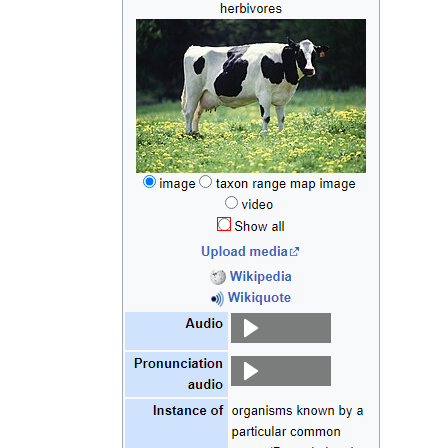 herbivores
image taxon range map image
video
Show all
Upload media
Wikipedia
Wikiquote
Audio
Pronunciation
audio
Instance of organisms known by a
particular common